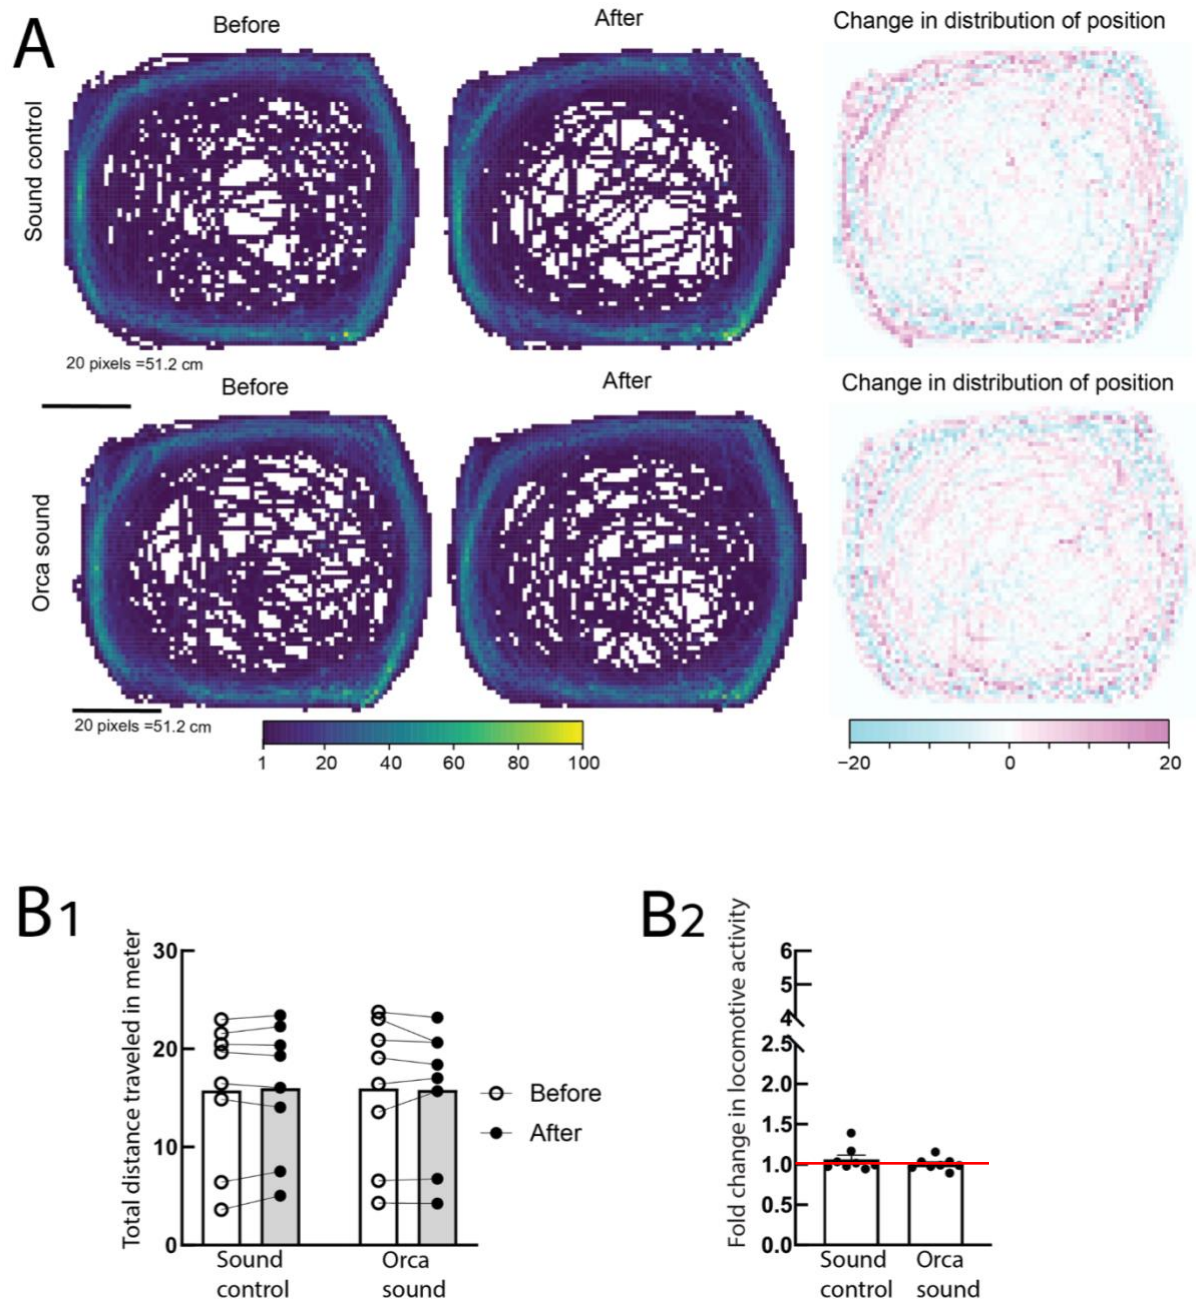 A
Before
After
Change in distribution of position
Sound control
20 pixels =51.2 cm
Before
After
Change in distribution of position
Orca sound
20 pixels =51.2 cm
1 20 40 60 80 100
−20 0 20
B1
Total distance traveled in meter
30
20
10
0
Sound control
Orca sound
Before
After
B2
Fold change in locomotive activity
6
5
4
2.5
2.0
1.5
1.0
0.5
0.0
Sound control
Orca sound